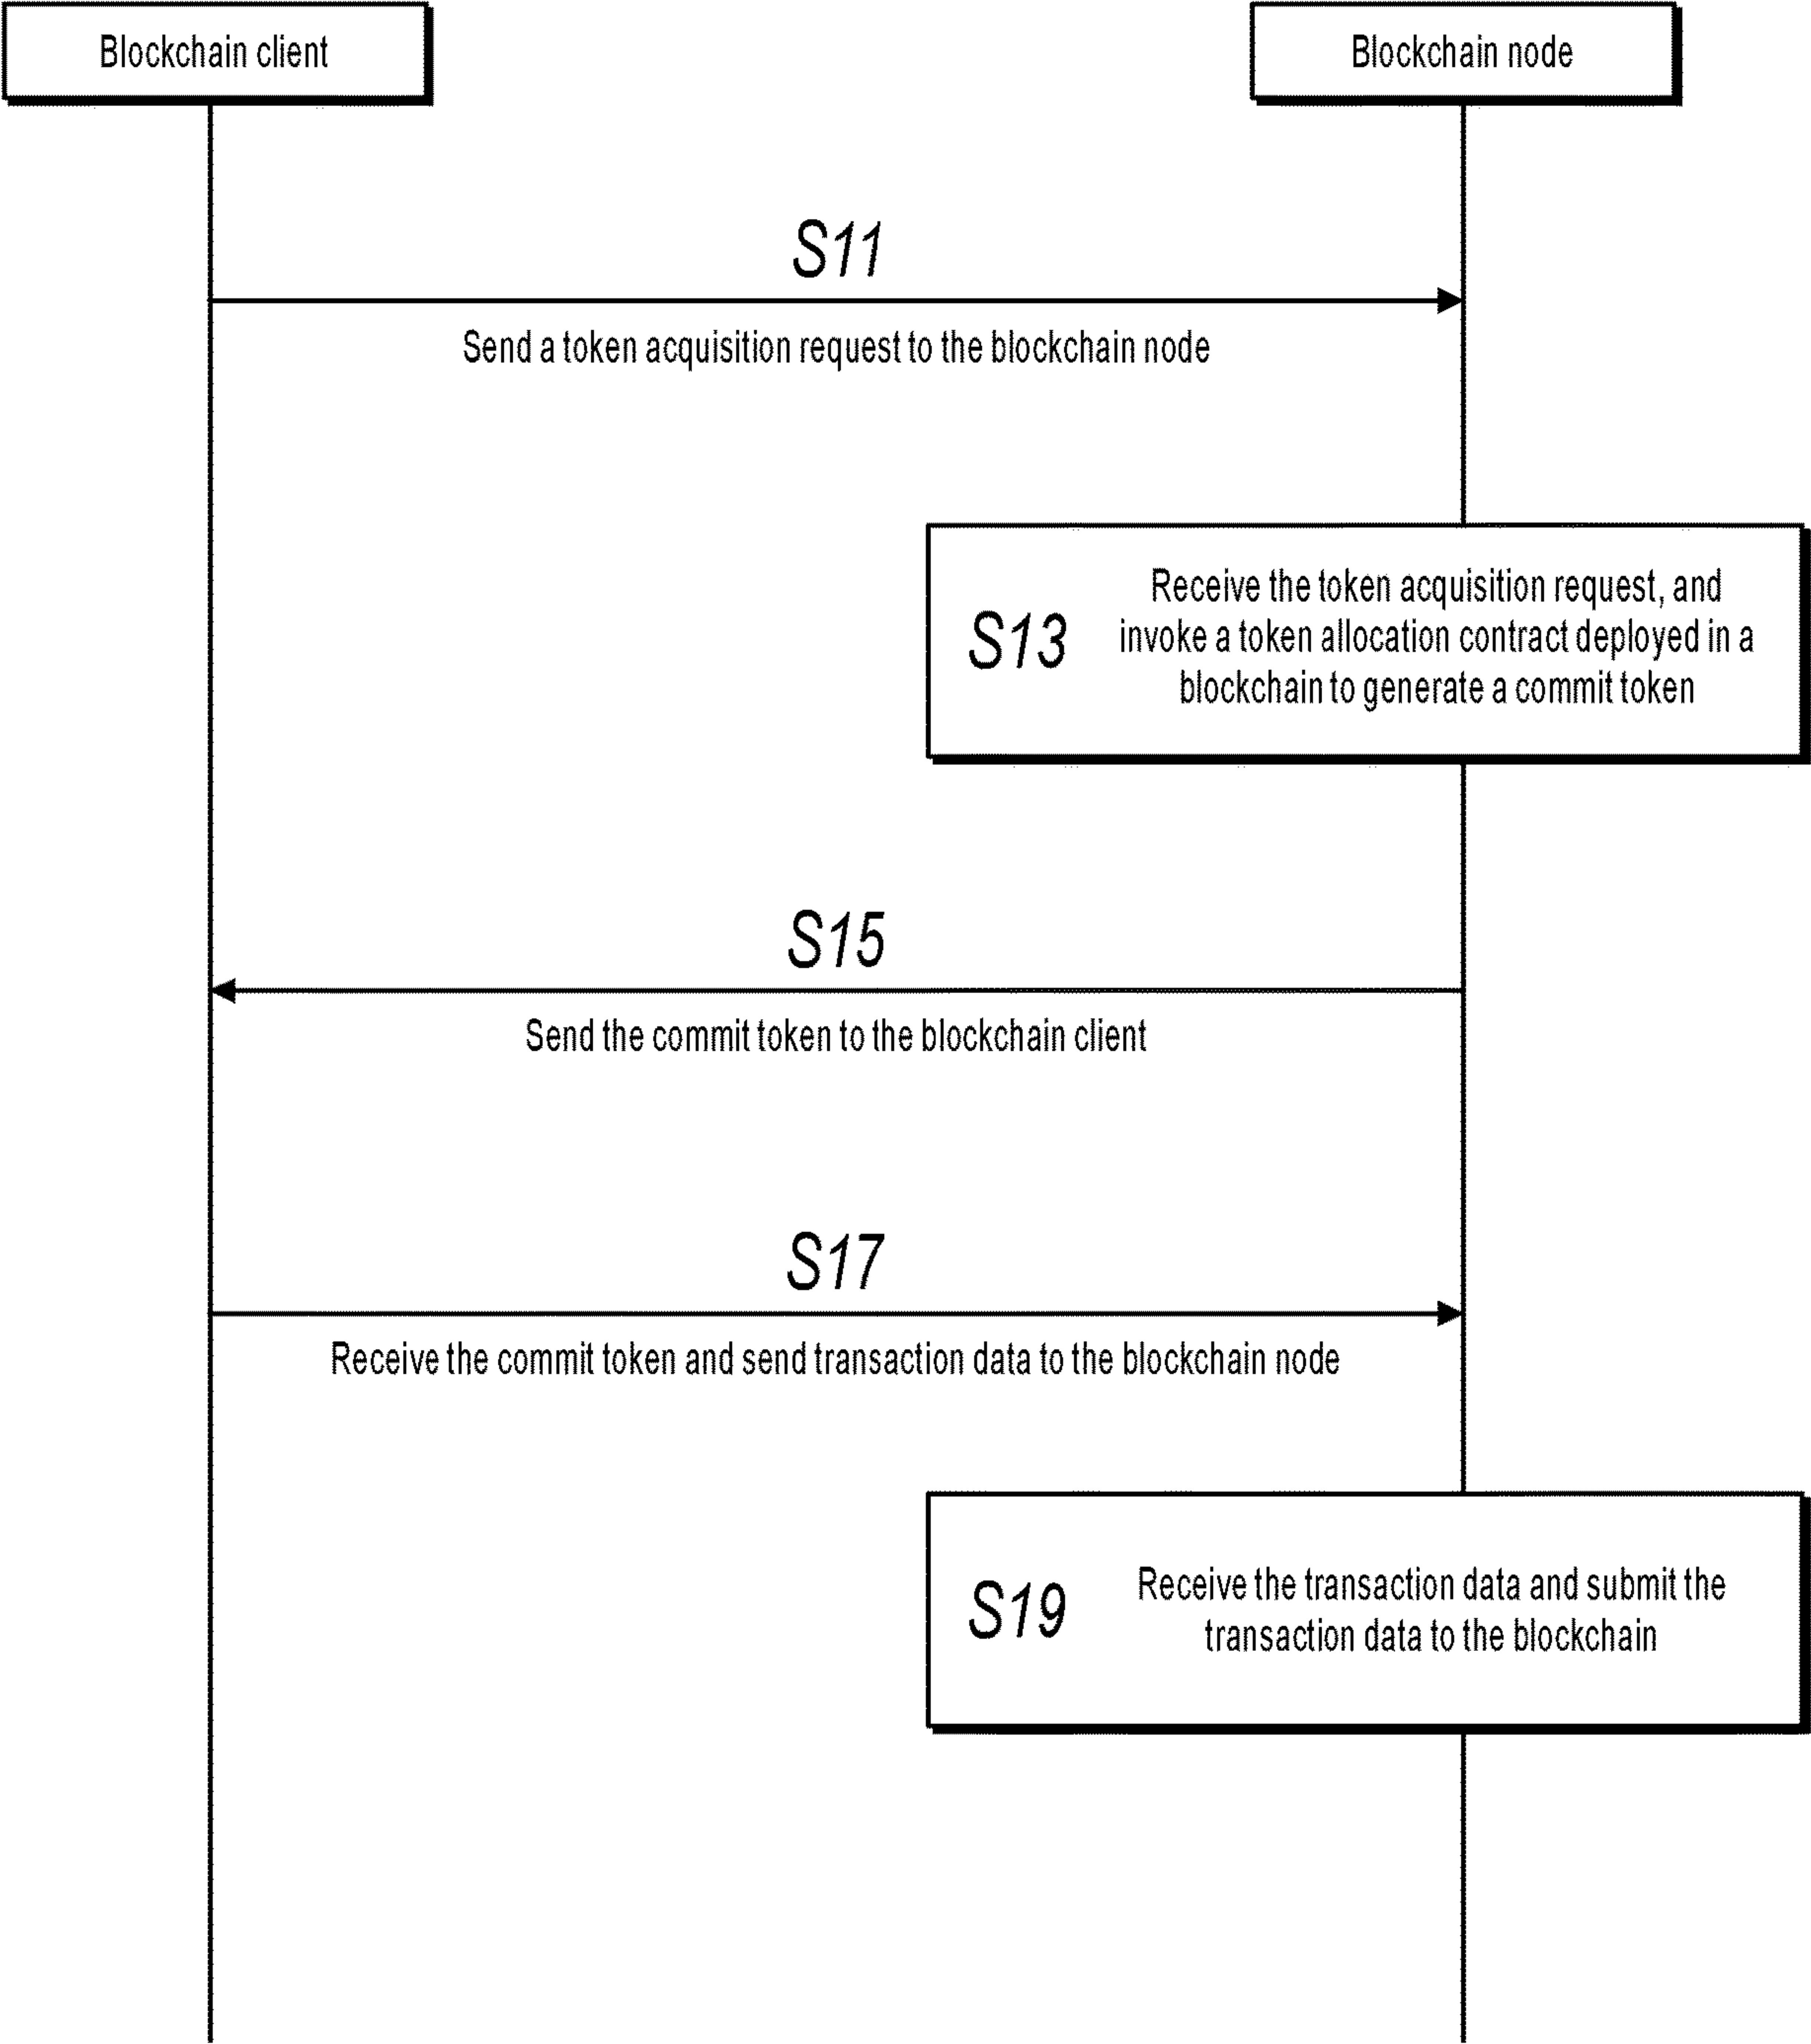 Blockchain client
Blockchain node
S11
Send a token acquisition request to the blockchain node
S13
Receive the token acquisition request, and
invoke a token allocation contract deployed in a
blockchain to generate a commit token
S15
Send the commit token to the blockchain client
S17
Receive the commit token and send transaction data to the blockchain node
S19
Receive the transaction data and submit the
transaction data to the blockchain